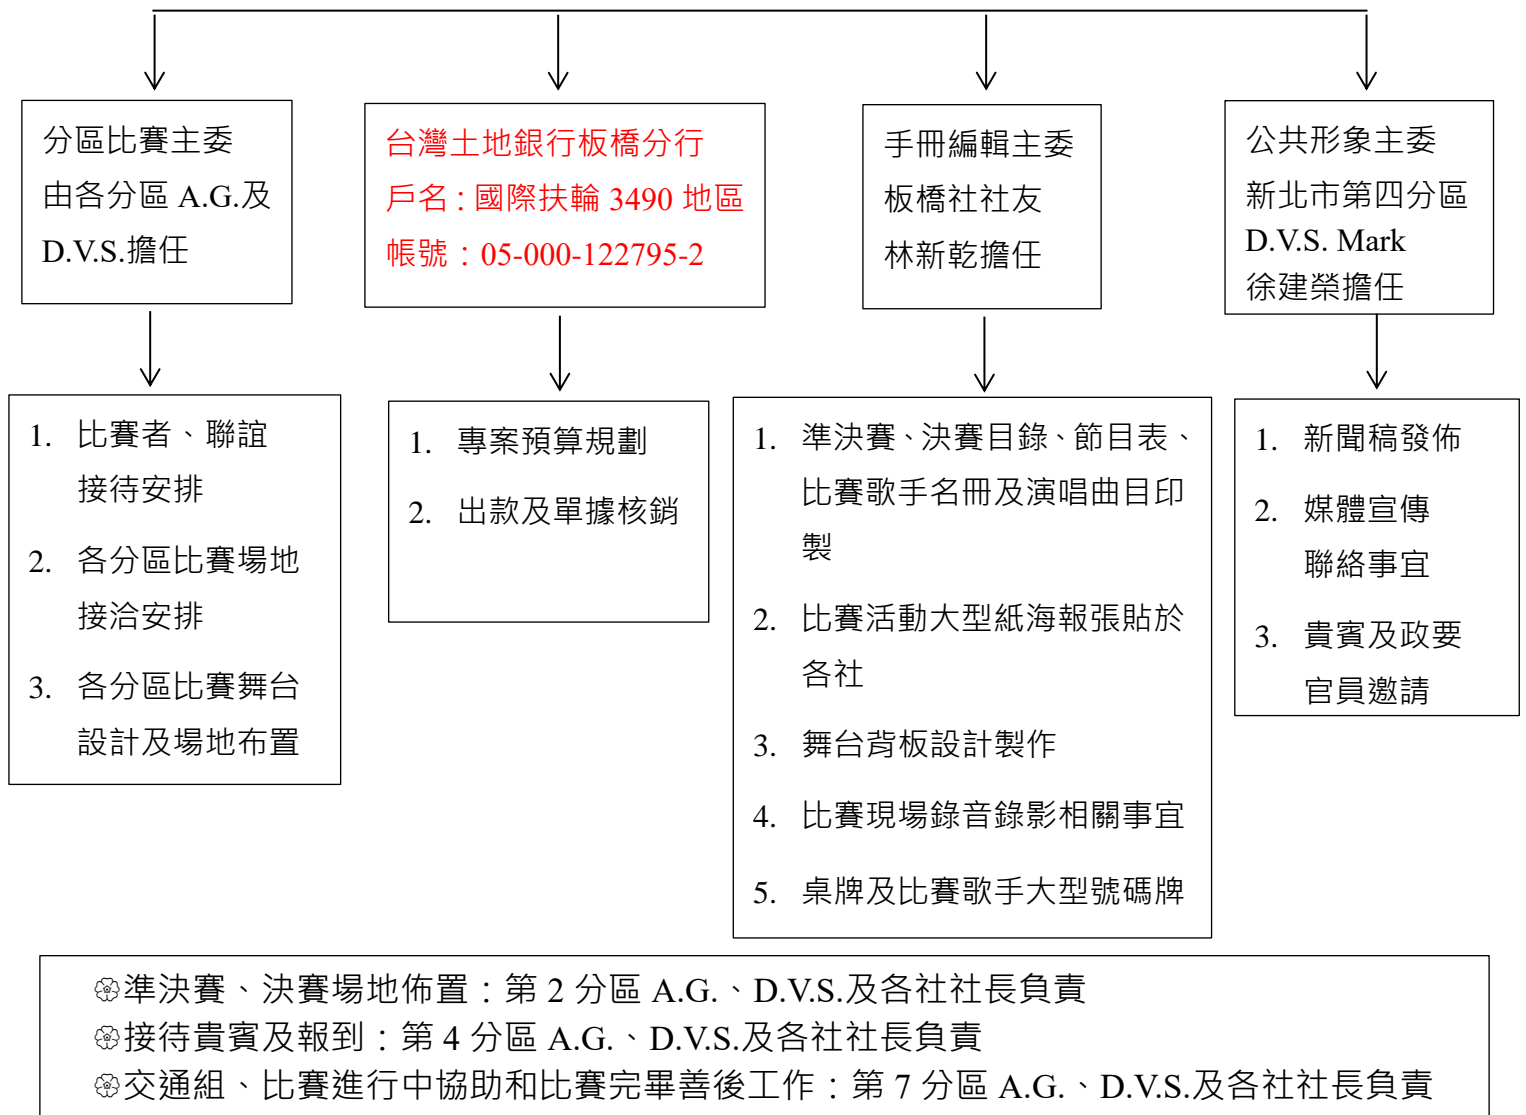 分區比賽主委
由各分區 A.G.及
D.V.S.擔任
台灣土地銀行板橋分行
戶名：國際扶輪 3490 地區
帳號：05-000-122795-2
手冊編輯主委
板橋社社友
林新乾擔任
公共形象主委
新北市第四分區
D.V.S. Mark
徐建榮擔任
1. 比賽者、聯誼
接待安排
2. 各分區比賽場地
接洽安排
3. 各分區比賽舞台
設計及場地布置
1. 專案預算規劃
2. 出款及單據核銷
1. 準決賽、決賽目錄、節目表、
比賽歌手名冊及演唱曲目印
製
2. 比賽活動大型紙海報張貼於
各社
3. 舞台背板設計製作
4. 比賽現場錄音錄影相關事宜
5. 桌牌及比賽歌手大型號碼牌
1. 新聞稿發佈
2. 媒體宣傳
聯絡事宜
3. 貴賓及政要
官員邀請
🏵準決賽、決賽場地佈置：第 2 分區 A.G.、D.V.S.及各社社長負責
🏵接待貴賓及報到：第 4 分區 A.G.、D.V.S.及各社社長負責
🏵交通組、比賽進行中協助和比賽完畢善後工作：第 7 分區 A.G.、D.V.S.及各社社長負責